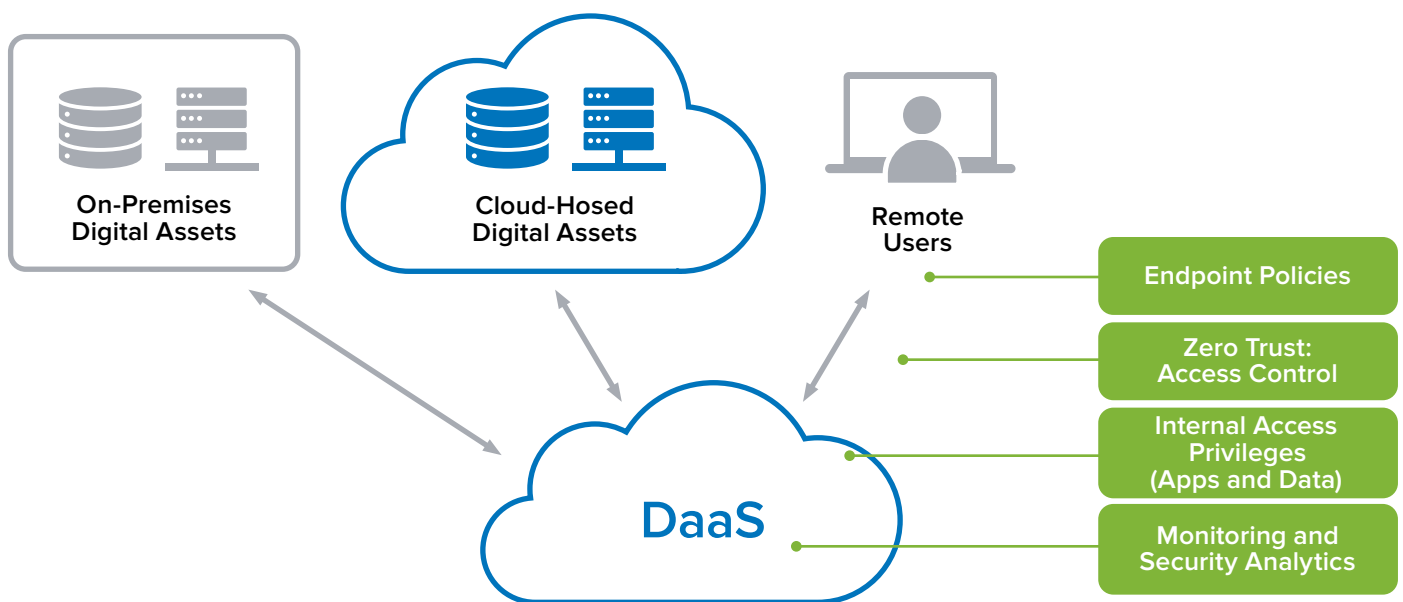 On-Premises
Digital Assets
Cloud-Hosed
Digital Assets
Remote
Users
Endpoint Policies
Zero Trust:
Access Control
Internal Access
Privileges
(Apps and Data)
Monitoring and
Security Analytics
DaaS